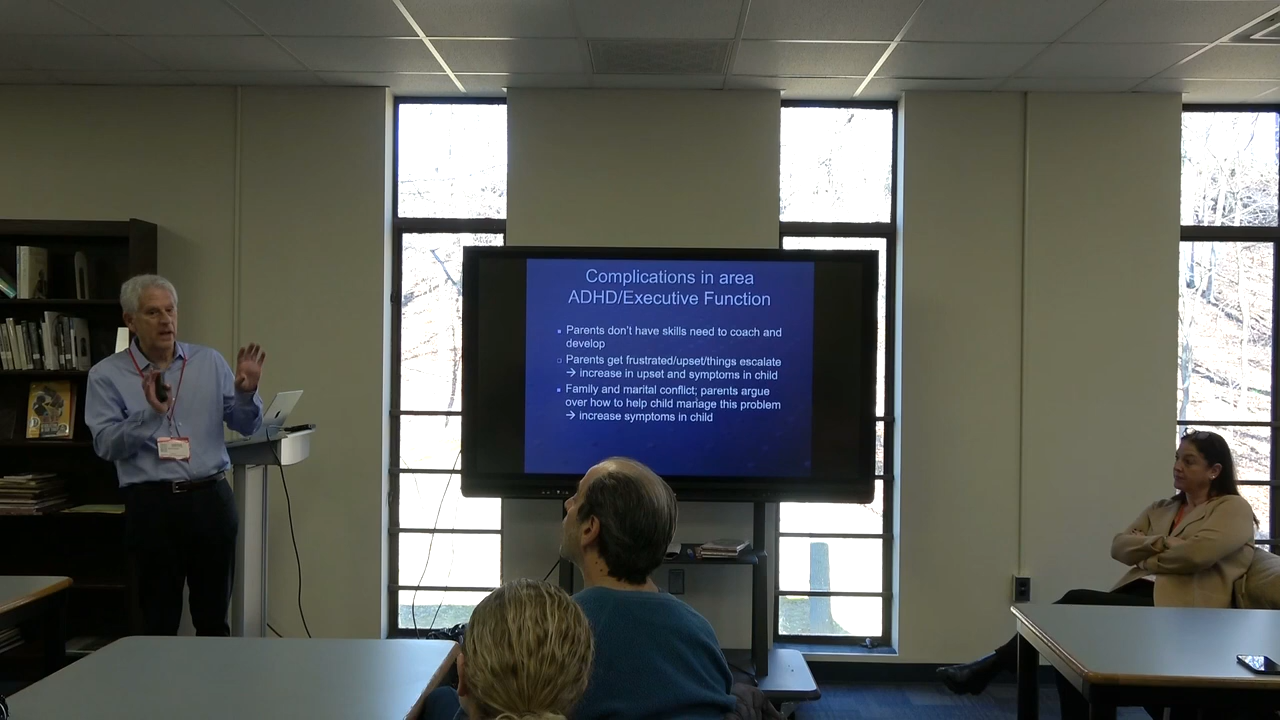 Complications in area
ADHD/Executive Function
Parents don't have skills need to coach and
develop
Parents get frustrated/upset/things escalate
→ increase in upset and symptoms in child
Family and marital conflict; parents argue
over how to help child manage this problem
→ increase symptoms in child